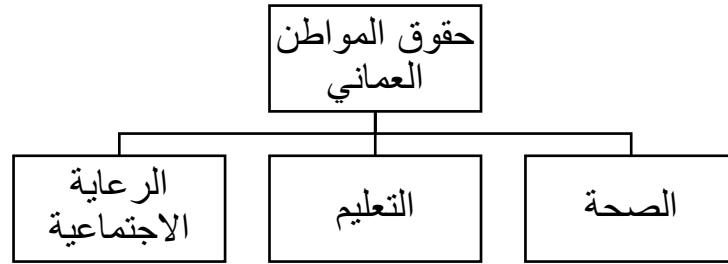 حقوق المواطن
العماني
الصحة
التعليم
الرعاية
الاجتماعية